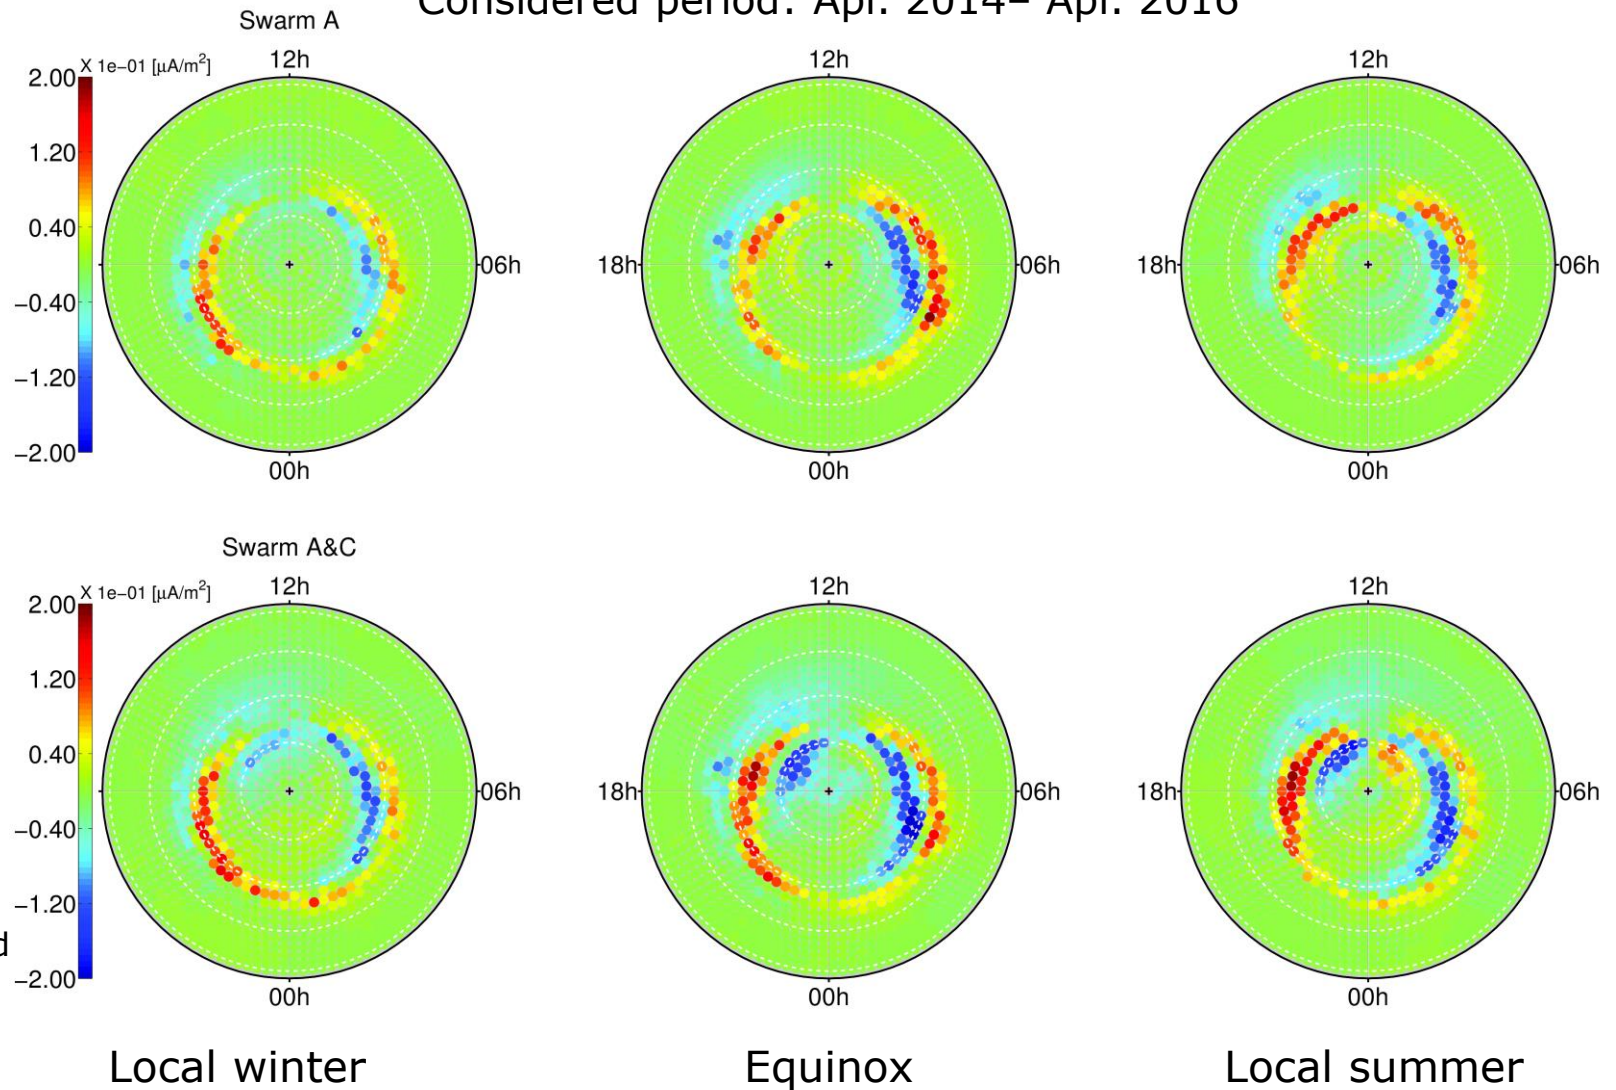 Considered period: Apr. 2014– Apr. 2016
Swarm A
X 1e−01 [μA/m²]
2.00
1.20
0.40
−0.40
−1.20
−2.00
12h
06h
00h
12h
18h
06h
00h
12h
18h
06h
00h
Swarm A&C
X 1e−01 [μA/m²]
2.00
1.20
0.40
−0.40
−1.20
−2.00
12h
06h
00h
12h
18h
06h
00h
12h
18h
06h
00h
Local winter
Equinox
Local summer